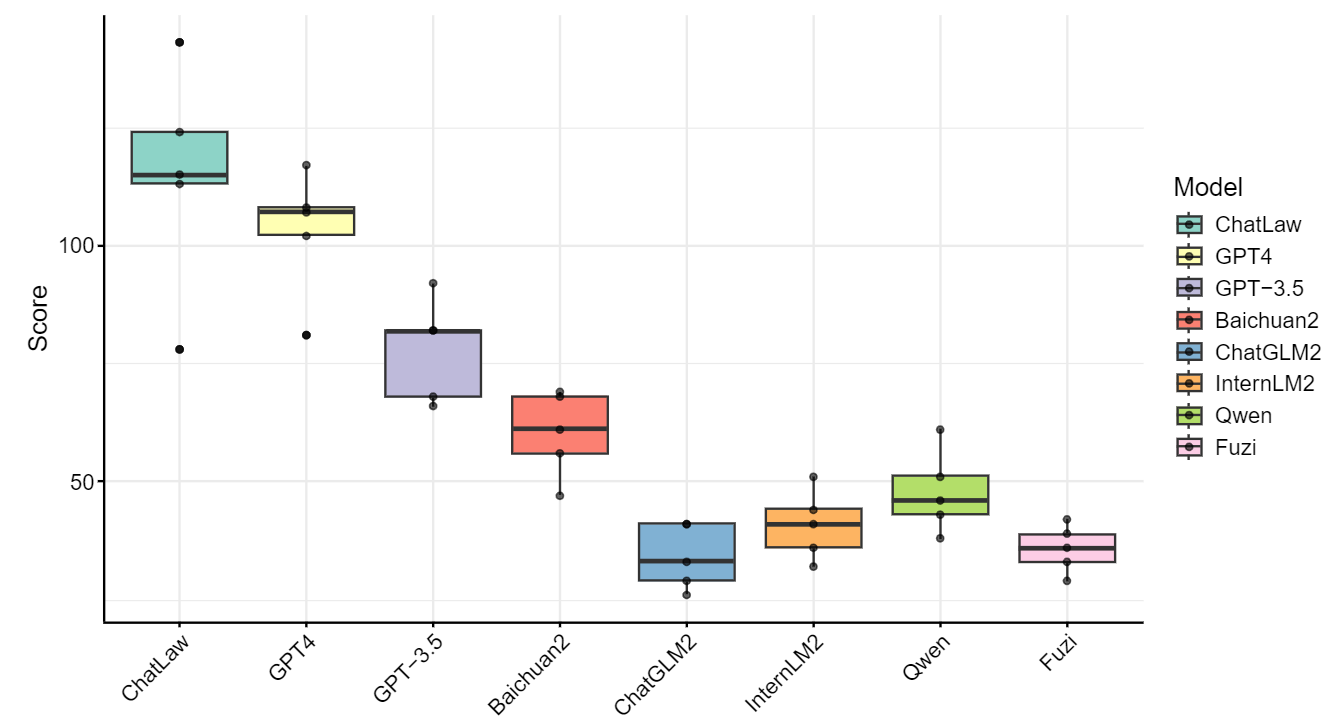 Score
100
50
ChatLaw
GPT4
GPT−3.5
Baichuan2
ChatGLM2
InternLM2
Qwen
Fuzi
Model
ChatLaw
GPT4
GPT−3.5
Baichuan2
ChatGLM2
InternLM2
Qwen
Fuzi